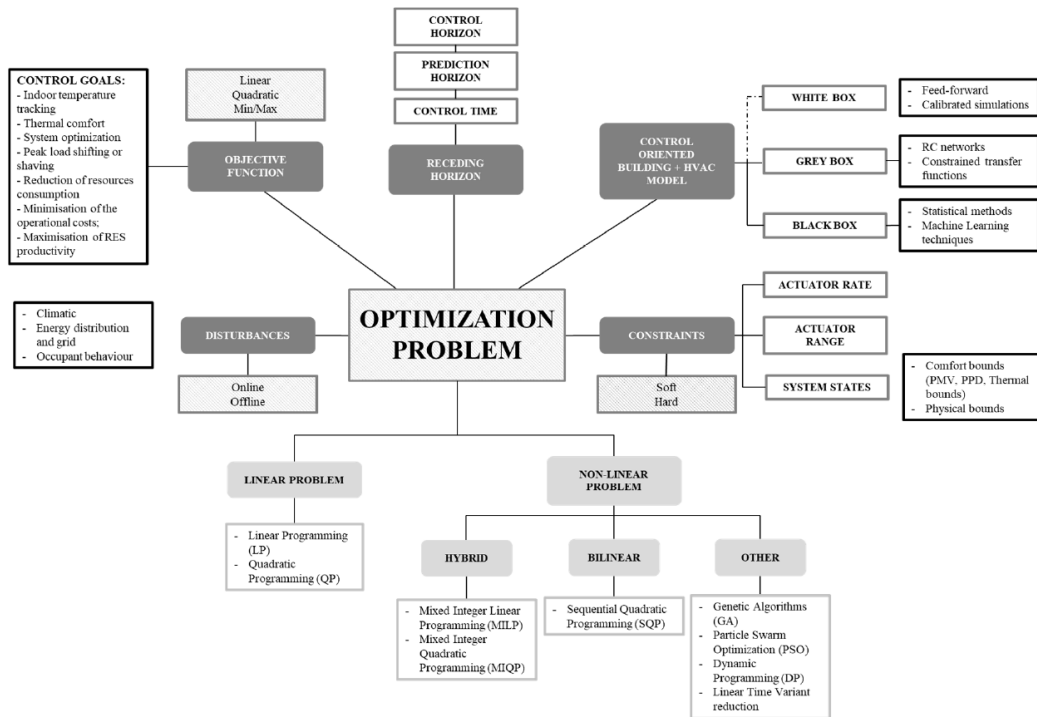 CONTROL
HORIZON
PREDICTION
HORIZON
CONTROL TIME
RECEDING
HORIZON
CONTROL GOALS:
- Indoor temperature
tracking
- Thermal comfort
- System optimization
- Peak load shifting or
shaving
- Reduction of resources
consumption
- Minimisation of the
operational costs;
- Maximisation of RES
productivity
Linear
Quadratic
Min/Max
OBJECTIVE
FUNCTION
CONTROL
ORIENTED
BUILDING + HVAC
MODEL
WHITE BOX
- Feed-forward
- Calibrated simulations
GREY BOX
- RC networks
- Constrained transfer
functions
BLACK BOX
- Statistical methods
- Machine Learning
techniques
OPTIMIZATION
PROBLEM
- Climatic
- Energy distribution
and grid
- Occupant behaviour
DISTURBANCES
Online
Offline
CONSTRAINTS
Soft
Hard
ACTUATOR RATE
ACTUATOR
RANGE
SYSTEM STATES
- Comfort bounds
(PMV, PPD, Thermal
bounds)
- Physical bounds
LINEAR PROBLEM
- Linear Programming
(LP)
- Quadratic
Programming (QP)
NON-LINEAR
PROBLEM
HYBRID
- Mixed Integer Linear
Programming (MILP)
- Mixed Integer
Quadratic
Programming (MIQP)
BILINEAR
- Sequential Quadratic
Programming (SQP)
OTHER
- Genetic Algorithms
(GA)
- Particle Swarm
Optimization (PSO)
- Dynamic
Programming (DP)
- Linear Time Variant
reduction